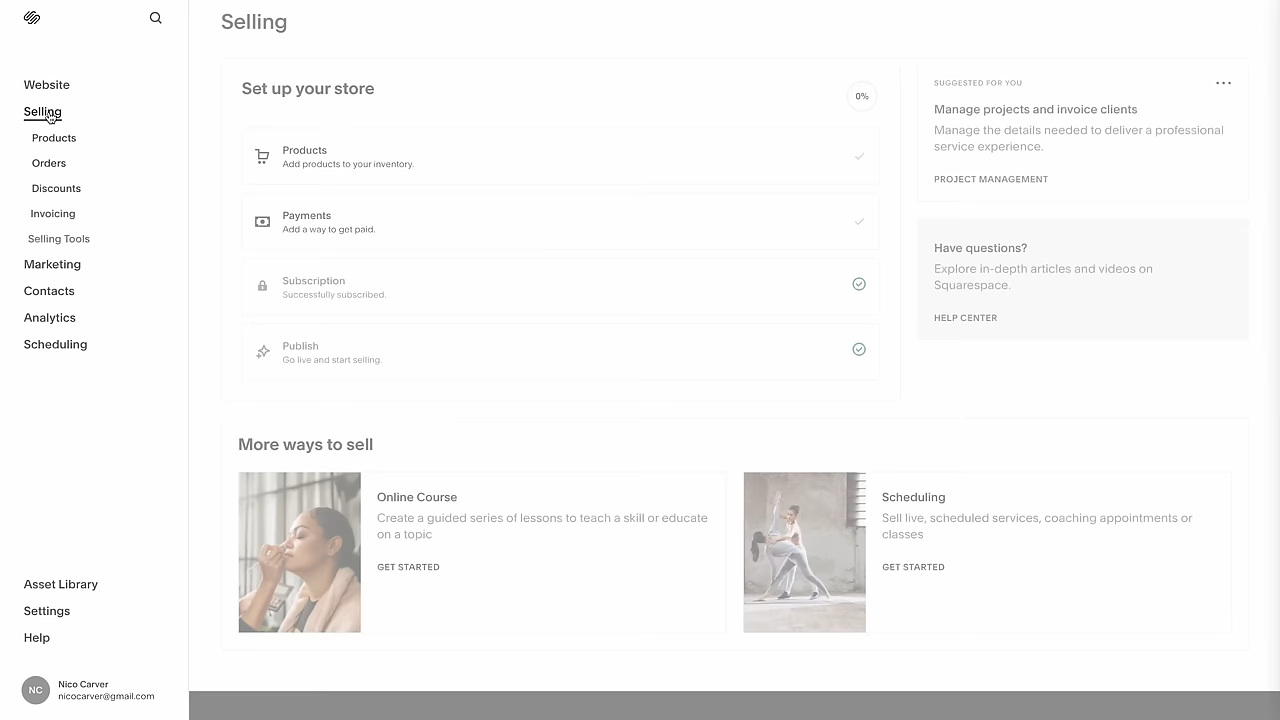 Website
Selling
Products
Orders
Discounts
Invoicing
Selling Tools
Marketing
Contacts
Analytics
Scheduling
Asset Library
Settings
Help
NC
Nico Carver
nicocarver@gmail.com
Selling
Set up your store
0%
Products
Add products to your inventory.
Payments
Add a way to get paid.
Subscription
Successfully subscribed.
Publish
Go live and start selling.
SUGGESTED FOR YOU
Manage projects and invoice clients
Manage the details needed to deliver a professional
service experience.
PROJECT MANAGEMENT
Have questions?
Explore in-depth articles and videos on
Squarespace.
HELP CENTER
More ways to sell
Online Course
Create a guided series of lessons to teach a skill or educate
on a topic
GET STARTED
Scheduling
Sell live, scheduled services, coaching appointments or
classes
GET STARTED